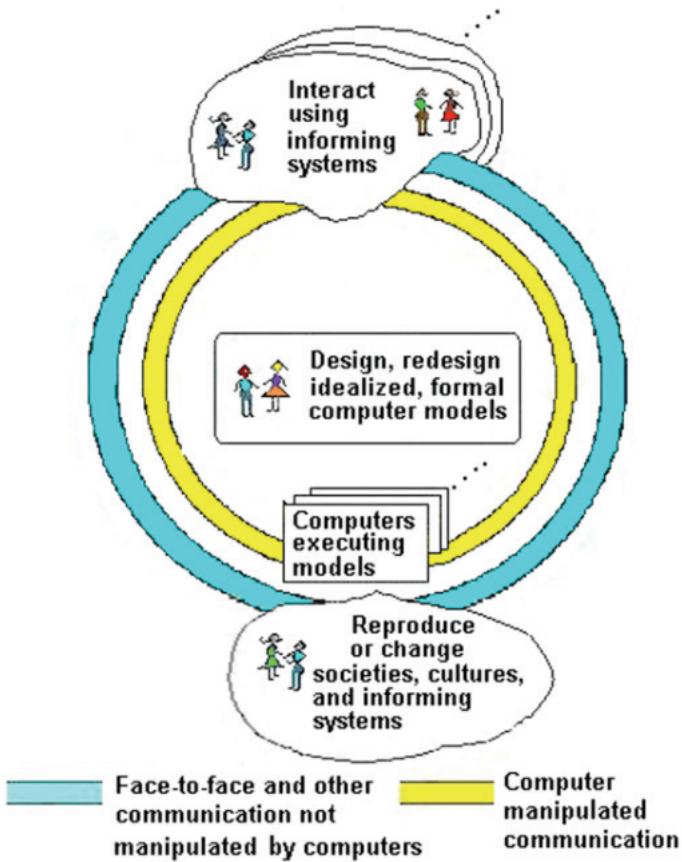 Interact
using
informing
systems
Design, redesign
idealized, formal
computer models
Computers
executing
models
Reproduce
or change
societies, cultures,
and informing
systems
Face-to-face and other
communication not
manipulated by computers
Computer
manipulated
communication